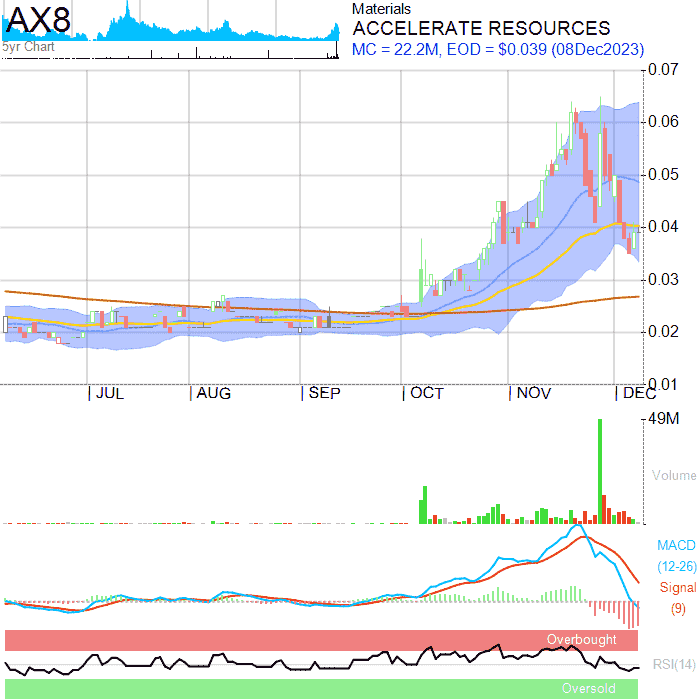 AX8
5yr Chart
Materials
ACCELERATE RESOURCES
MC = 22.2M, EOD = $0.039 (08Dec2023)
0.07
0.06
0.05
0.04
0.03
0.02
0.01
JUL AUG SEP OCT NOV DEC
49M
Volume
MACD
(12-26)
Signal
(9)
Overbought
RSI(14)
Oversold